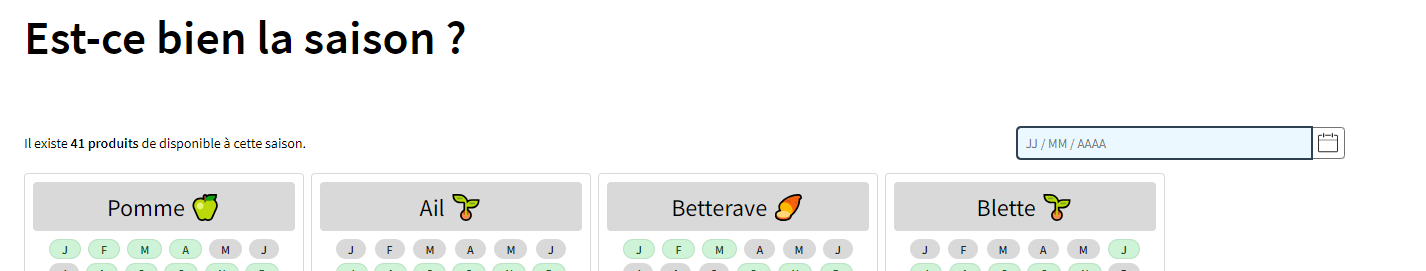 Est-ce bien la saison ?
Il existe 41 produits de disponible à cette saison.
JJ / MM / AAAA
Pomme
Ail
Betterave
Blette
J F M A M J
J F M A M J
J F M A M J
J F M A M J